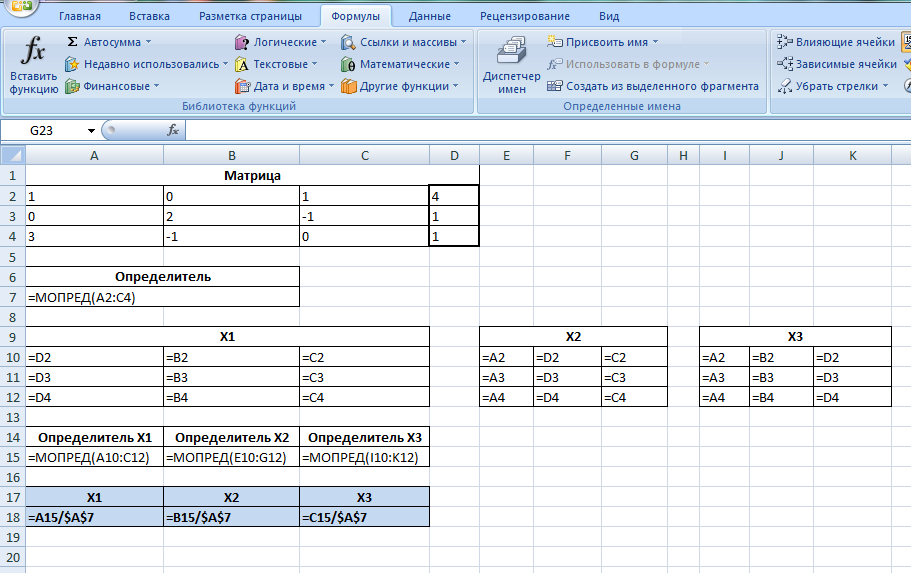 Главная Вставка Разметка страницы Формулы Данные Рецензирование Вид
fx Вставить функцию
Σ Автосумма Логические Ссылки и массивы
Недавно использовались Текстовые Математические
Финансовые Дата и время Другие функции
Библиотека функций
Диспетчер имен
Присвоить имя
Использовать в формуле
Создать из выделенного фрагмента
Определенные имена
Влияющие ячейки
Зависимые ячейки
Убрать стрелки
G23 fx
A B C D E F G H I J K
1 Матрица
2 1 0 1 4
3 0 2 -1 1
4 3 -1 0 1
5
6 Определитель
7 =МОПРЕД(A2:C4)
8
9 X1 X2 X3
10 =D2 =B2 =C2 =A2 =D2 =C2 =A2 =B2 =D2
11 =D3 =B3 =C3 =A3 =D3 =C3 =A3 =B3 =D3
12 =D4 =B4 =C4 =A4 =D4 =C4 =A4 =B4 =D4
13
14 Определитель X1 Определитель X2 Определитель X3
15 =МОПРЕД(A10:C12) =МОПРЕД(E10:G12) =МОПРЕД(I10:K12)
16
17 X1 X2 X3
18 =A15/$A$7 =B15/$A$7 =C15/$A$7
19
20